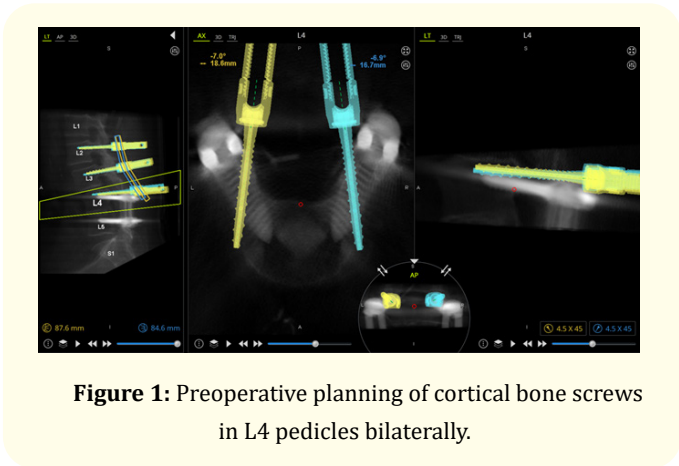 LT AP 3D
S
L1
L2
L3
L4
L5
S1
A
P
I
87.6 mm
84.6 mm
AX 3D TRJ
L4
P
-7.0°
18.6mm
-6.9°
16.7mm
L
R
A
AP
I
LT 3D TRJ
L4
S
A
P
I
4.5 X 45
4.5 X 45
Figure 1: Preoperative planning of cortical bone screws
in L4 pedicles bilaterally.